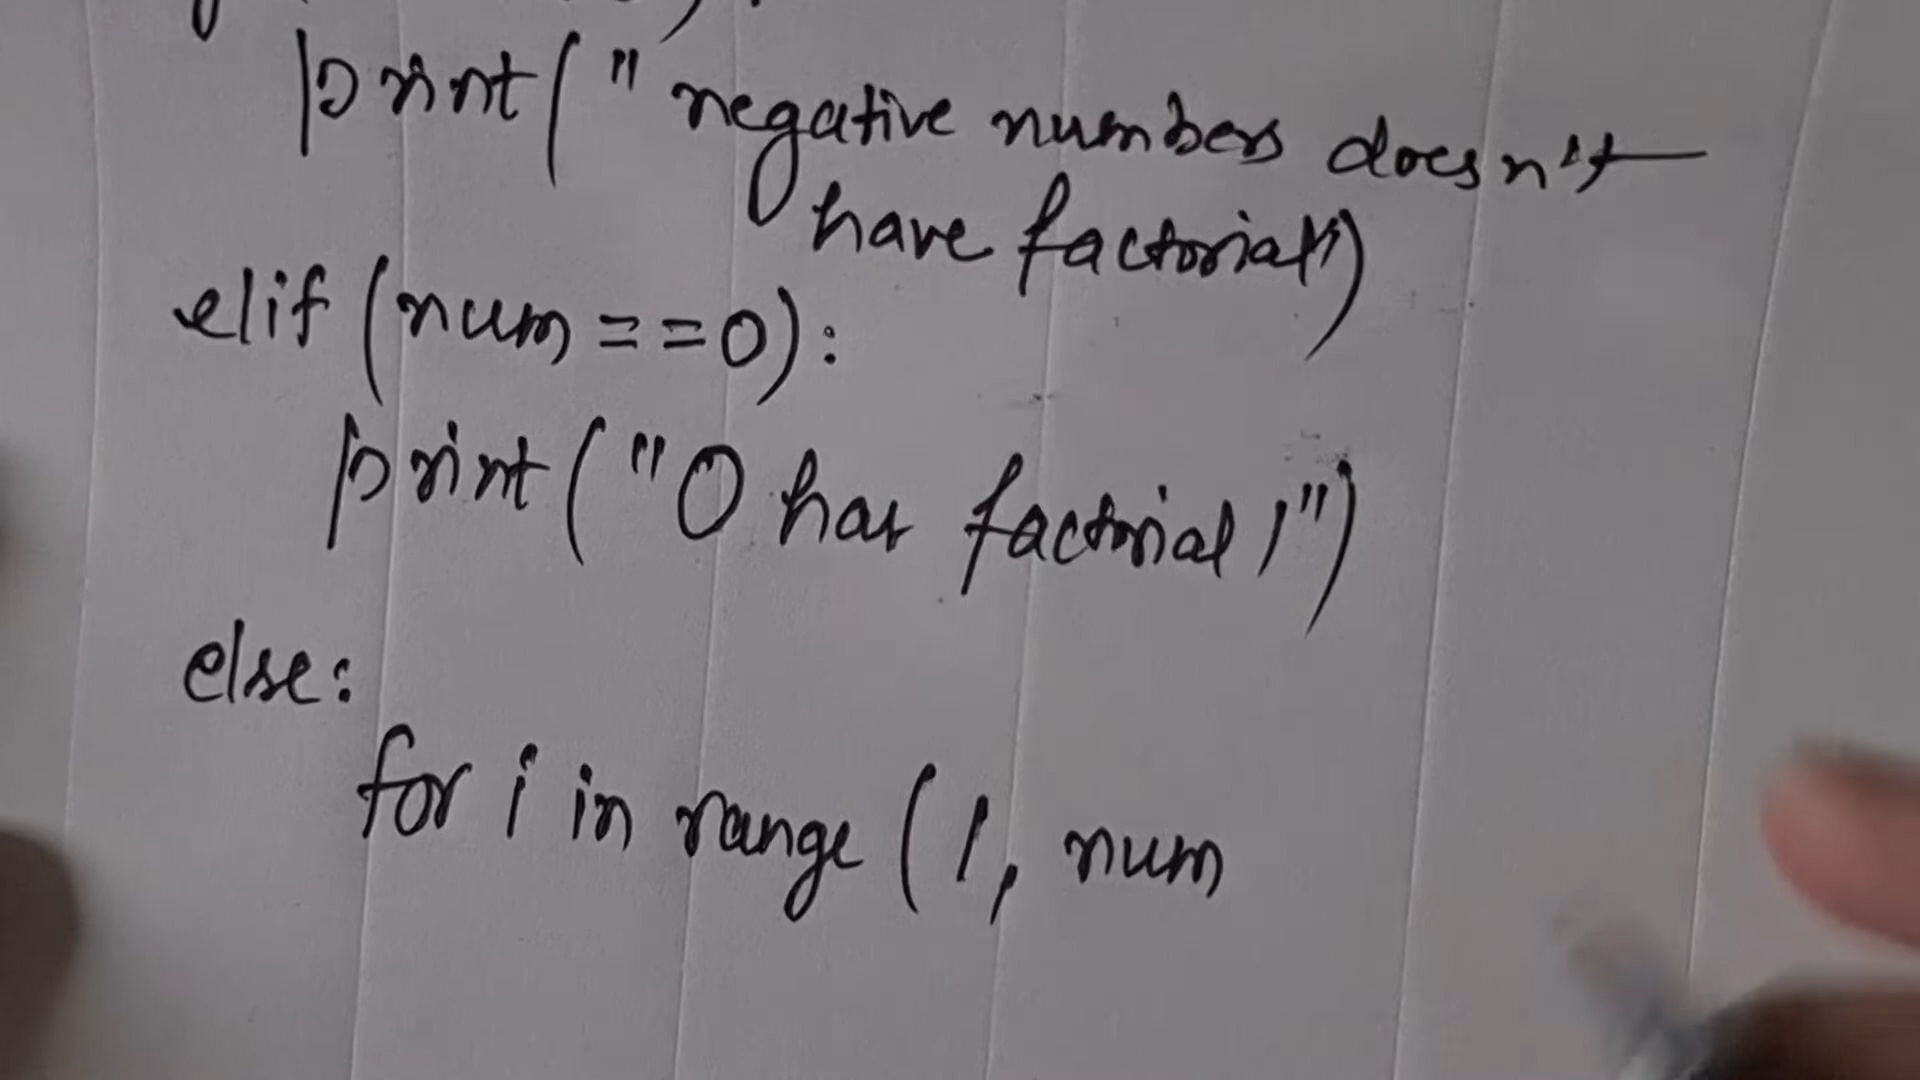 print(" negative numbers doesn't
have factorial")
elif (num==0):
print("0 has factorial 1")
else:
for i in range (1, num